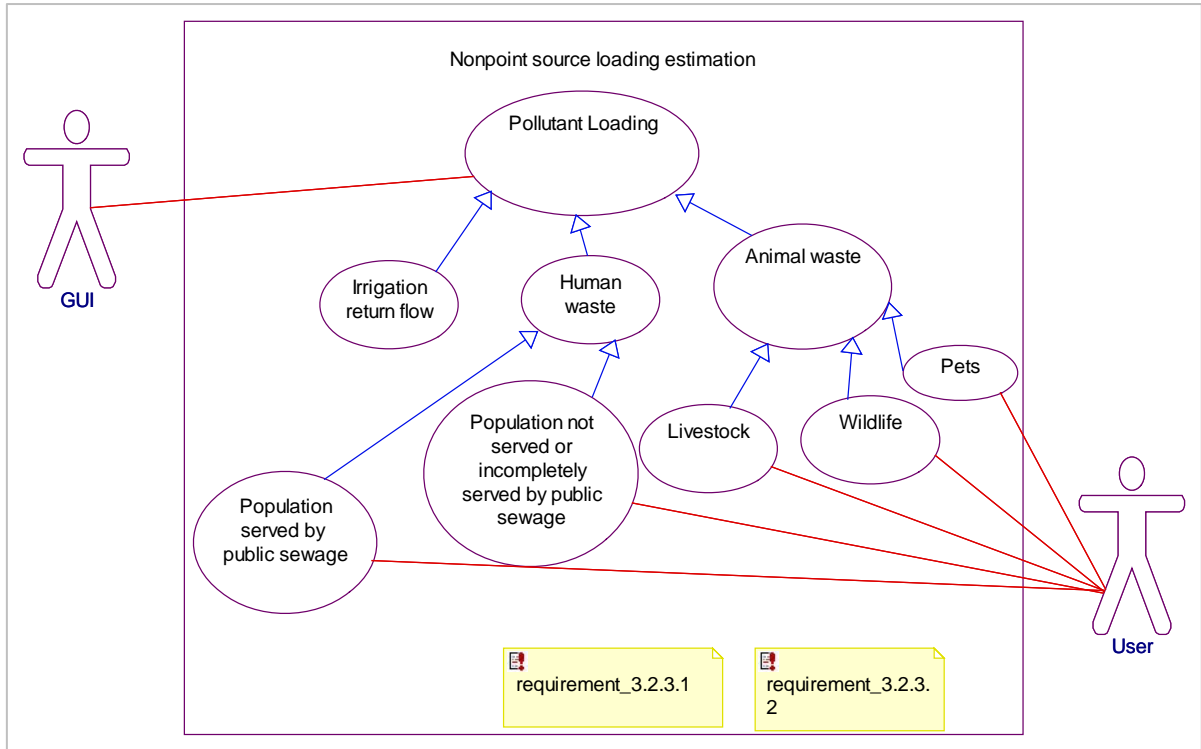 Nonpoint source loading estimation
Pollutant Loading
GUI
Irrigation
return flow
Human
waste
Animal waste
Pets
Population not
served or
incompletely
served by public
sewage
Livestock
Wildlife
Population
served by
public sewage
User
requirement_3.2.3.1
requirement_3.2.3.
2